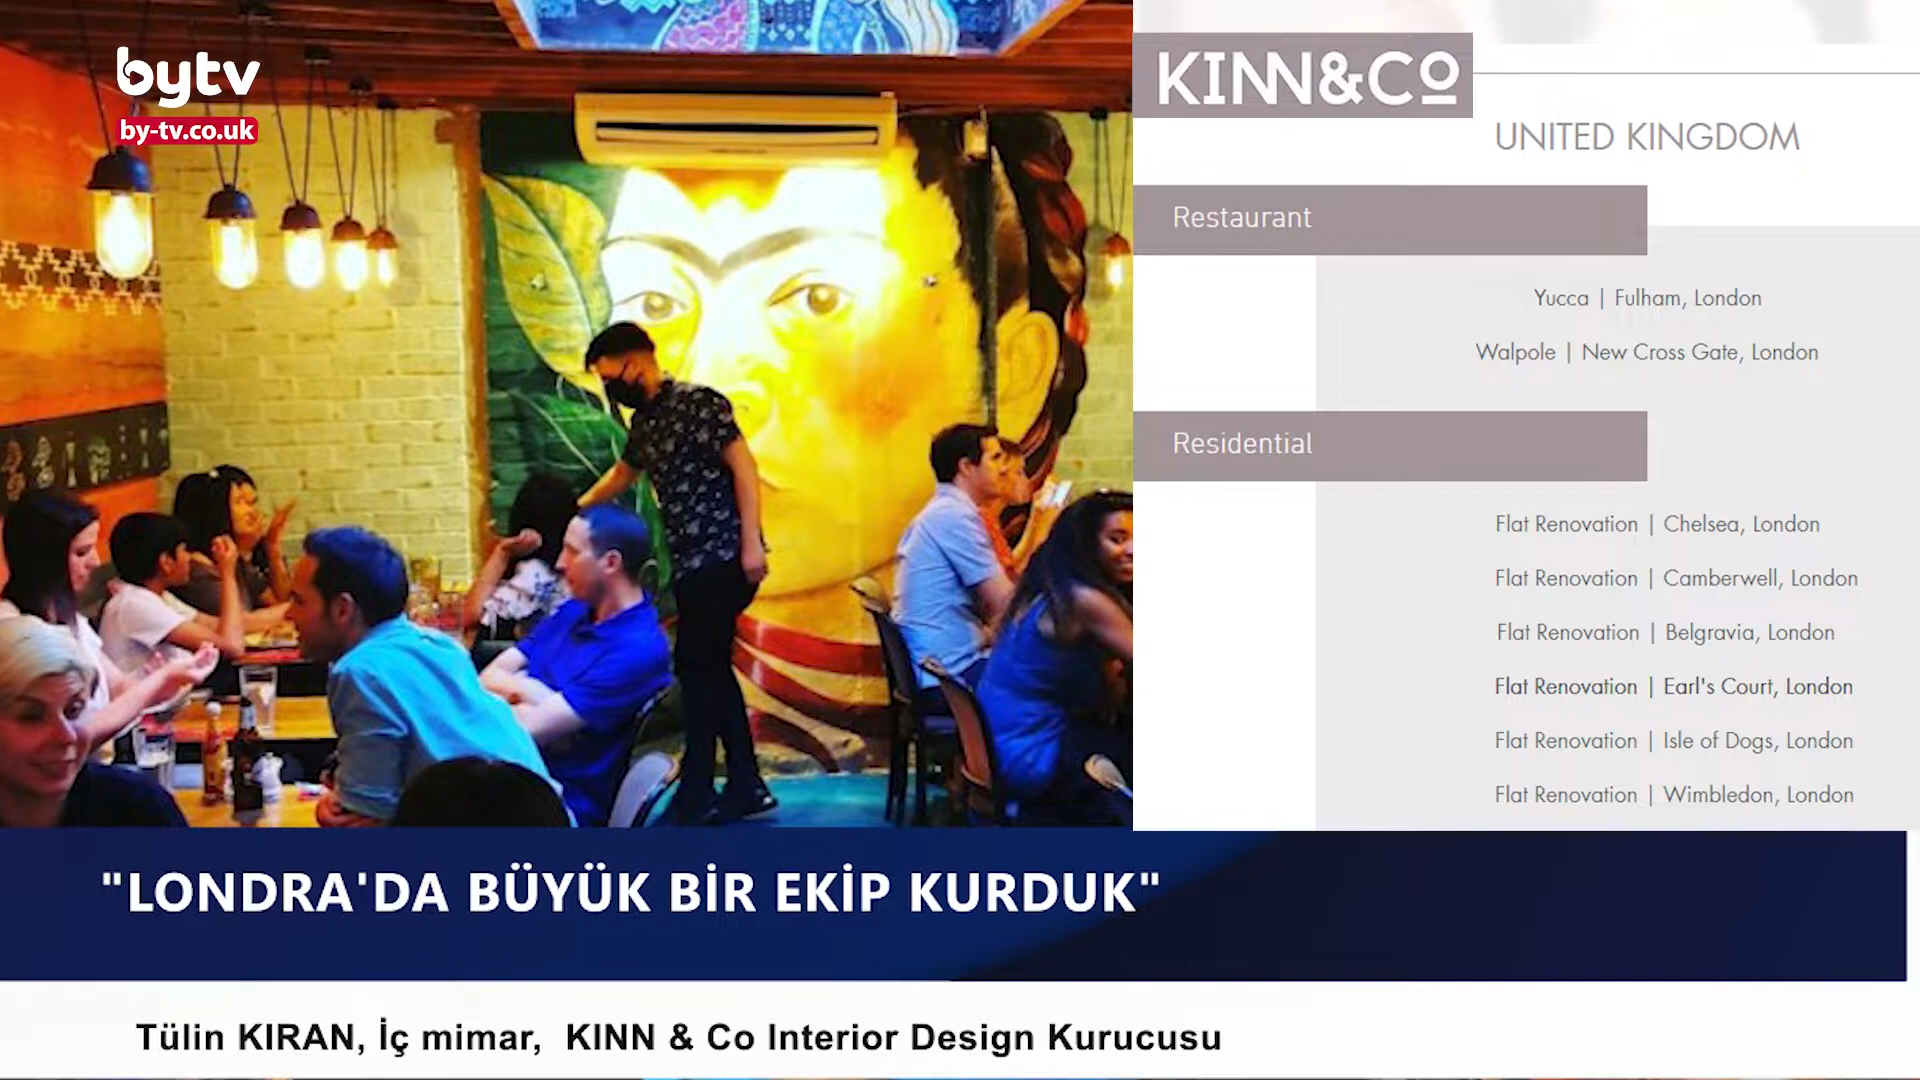 bytv
by-tv.co.uk
KINN&CO
UNITED KINGDOM
Restaurant
Yucca | Fulham, London
Walpole | New Cross Gate, London
Residential
Flat Renovation | Chelsea, London
Flat Renovation | Camberwell, London
Flat Renovation | Belgravia, London
Flat Renovation | Earl's Court, London
Flat Renovation | Isle of Dogs, London
Flat Renovation | Wimbledon, London
"LONDRA'DA BÜYÜK BİR EKİP KURDUK"
Tülin KIRAN, İç mimar, KINN & Co Interior Design Kurucusu